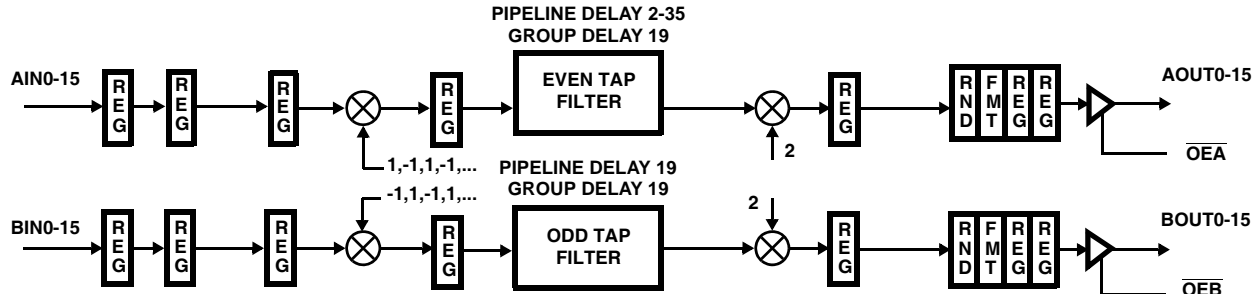 PIPELINE DELAY 2-35
GROUP DELAY 19
AIN0-15
REG
REG
REG
REG
EVEN TAP
FILTER
REG
RND
FMT
REG
REG
AOUT0-15
OEA
2
1,-1,1,-1,...
PIPELINE DELAY 19
GROUP DELAY 19
-1,1,-1,1,...
2
BIN0-15
REG
REG
REG
REG
ODD TAP
FILTER
REG
RND
FMT
REG
REG
BOUT0-15
OEB